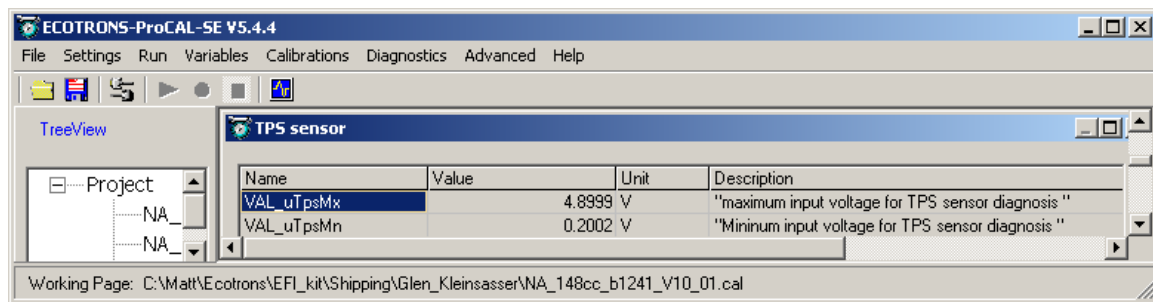 ECOTRONS-ProCAL-SE V5.4.4
File Settings Run Variables Calibrations Diagnostics Advanced Help
TreeView
TPS sensor
Project
NA_
NA_
Name Value Unit Description
VAL_uTpsMx 4.8999 V "maximum input voltage for TPS sensor diagnosis "
VAL_uTpsMn 0.2002 V "Mininum input voltage for TPS sensor diagnosis "
Working Page: C:\Matt\Ecotrons\EFI_kit\Shipping\Glen_Kleinsasser\NA_148cc_b1241_V10_01.cal